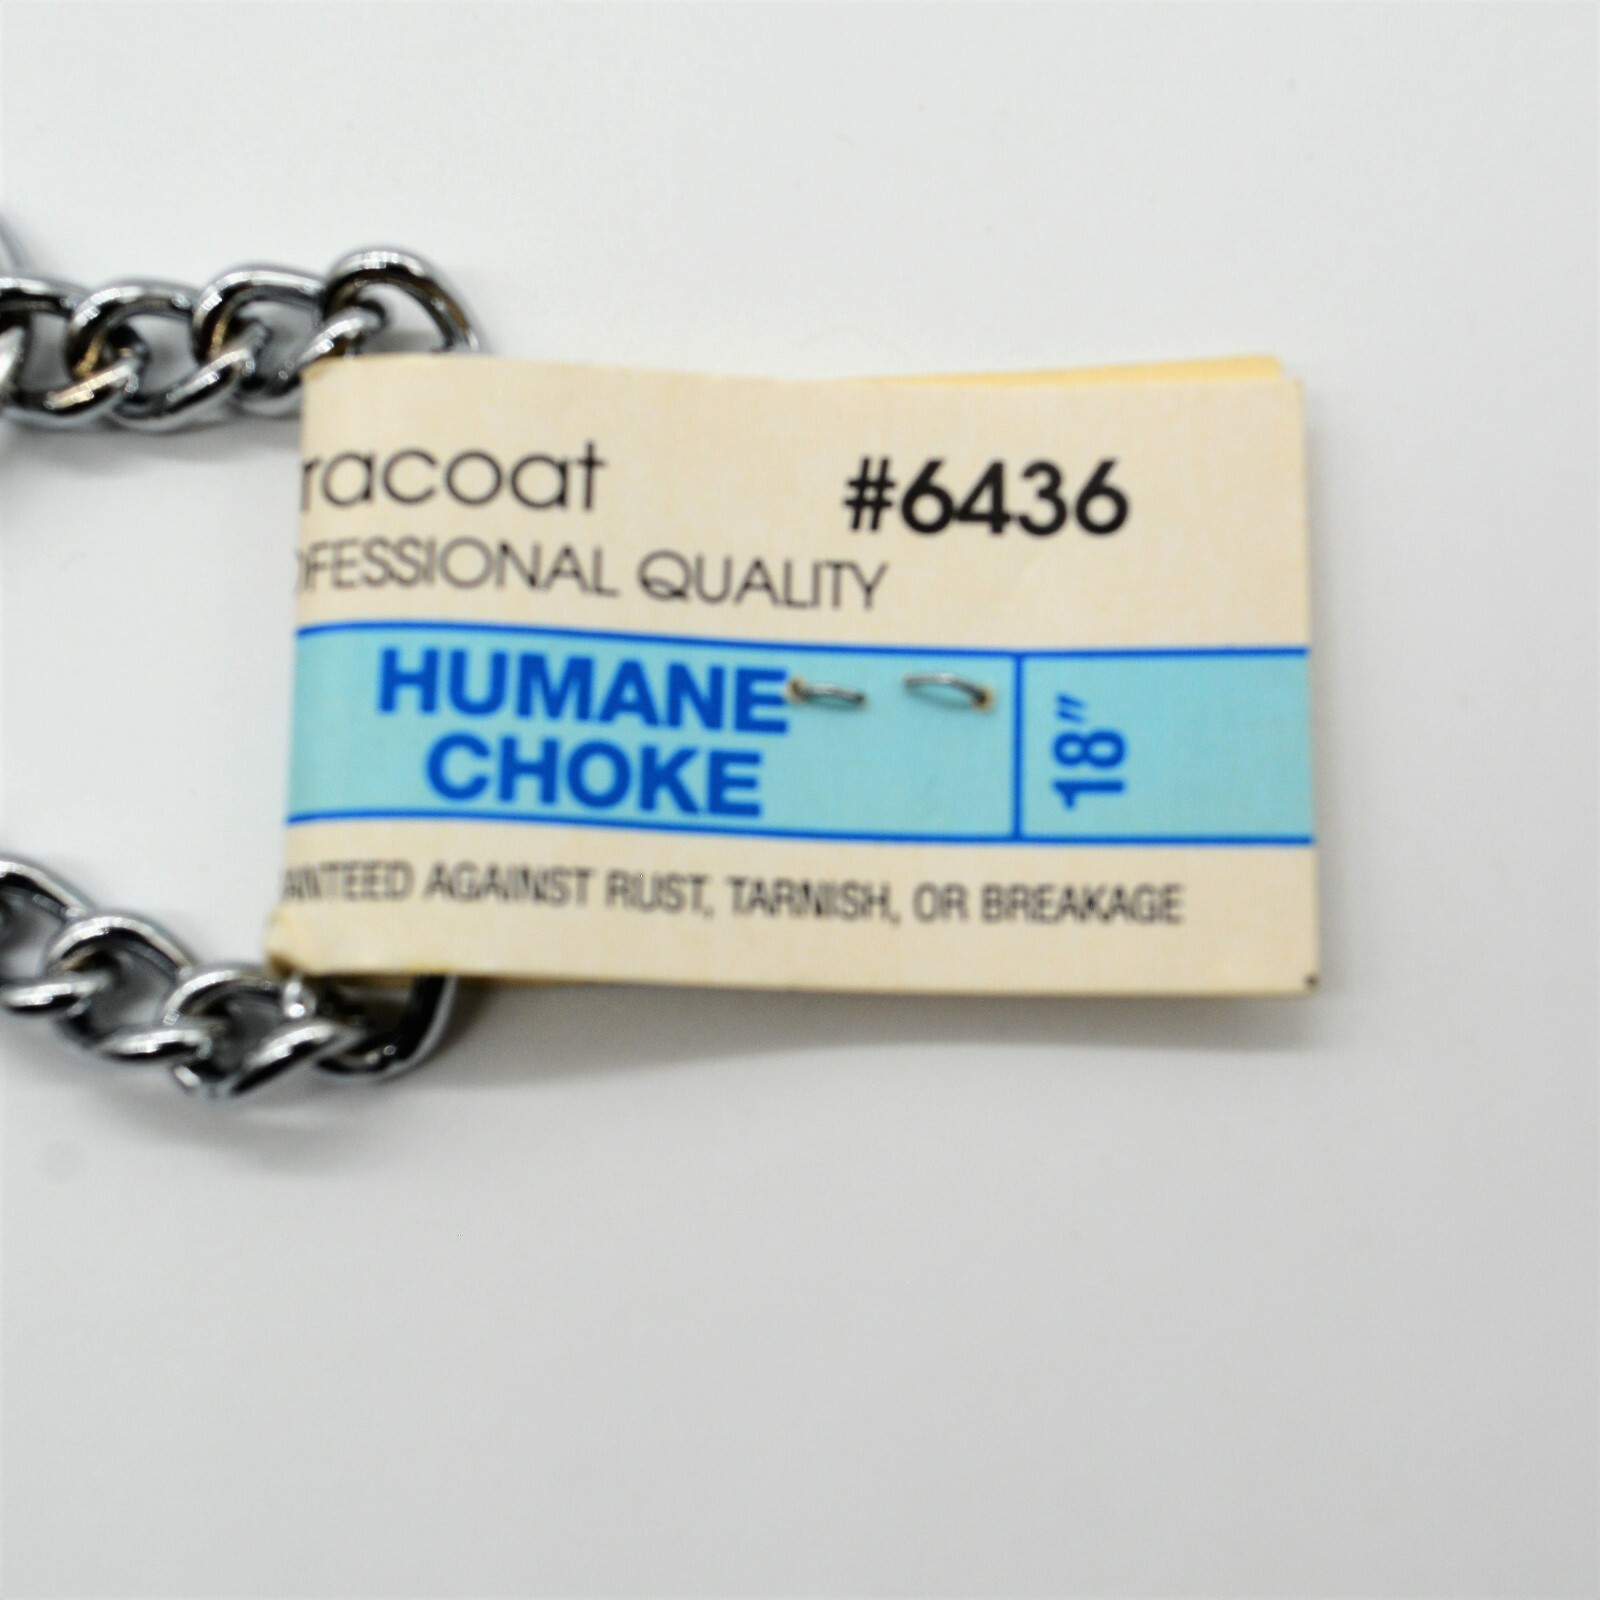 racoat #6436
OFESSIONAL QUALITY
HUMANE
CHOKE
18"
ANTEED AGAINST RUST, TARNISH, OR BREAKAGE